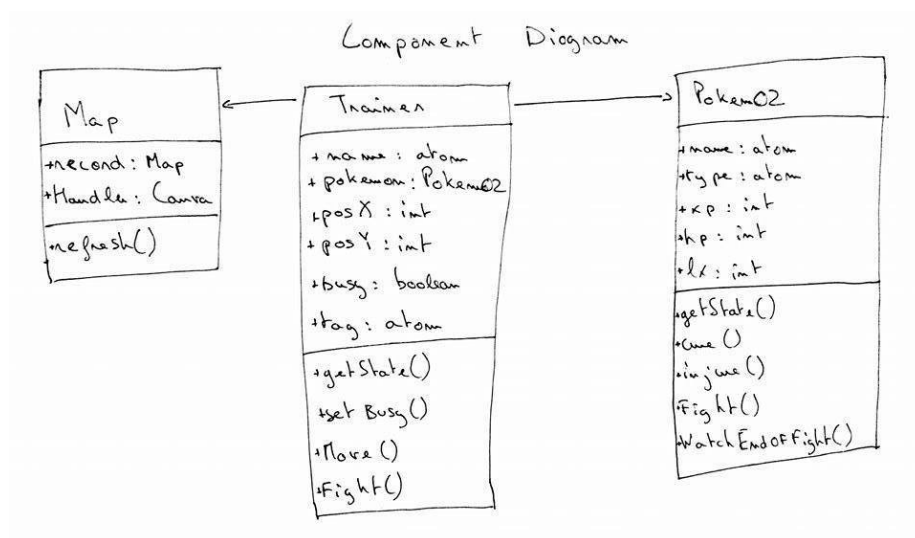 Component Diagram
Map
+record: Map
+Handler: Canva
+refresh()
Trainer
+name: atom
+pokemon: PokemOZ
+posX: int
+posY: int
+busy: boolean
+tag: atom
+getState()
+set Busy()
+Move()
+Fight()
PokemOZ
+name: atom
+type: atom
+xp: int
+hp: int
+lx: int
+getState()
+cure()
+injure()
+Fight()
+WatchEndOfFight()